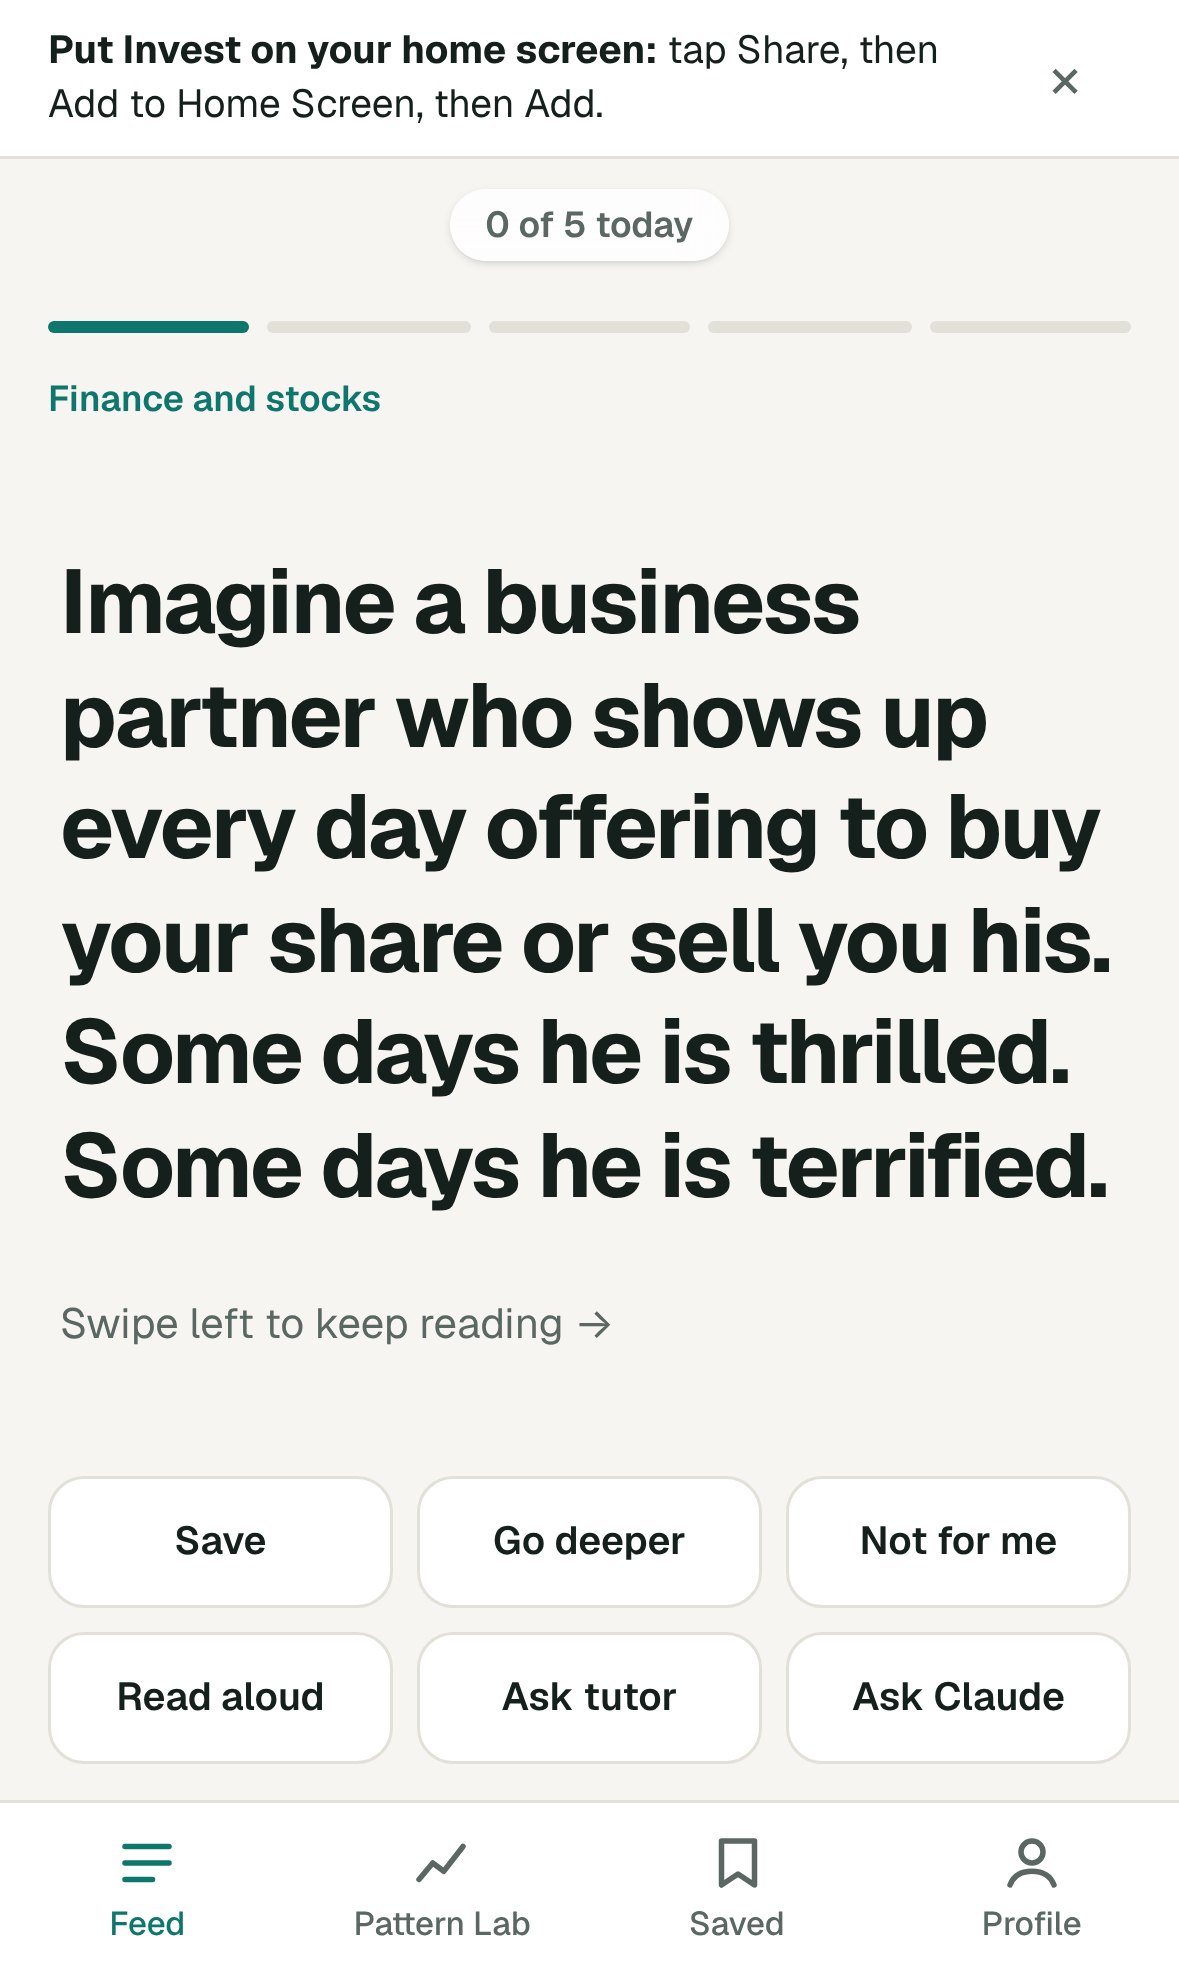 Put Invest on your home screen: tap Share, then
Add to Home Screen, then Add.
0 of 5 today
Finance and stocks
Imagine a business
partner who shows up
every day offering to buy
your share or sell you his.
Some days he is thrilled.
Some days he is terrified.
Swipe left to keep reading →
Save
Go deeper
Not for me
Read aloud
Ask tutor
Ask Claude
Feed
Pattern Lab
Saved
Profile